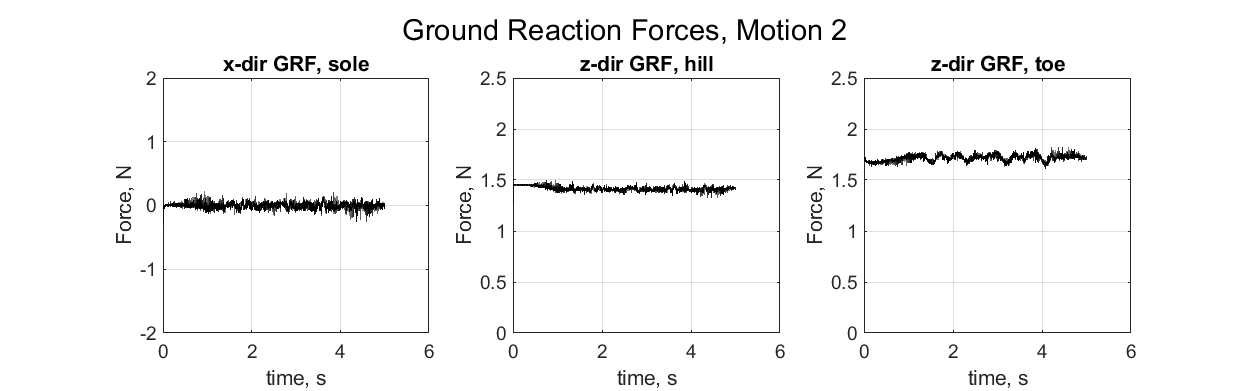 Ground Reaction Forces, Motion 2
x-dir GRF, sole
2
1
0
-1
-2
0
2
4
6
Force, N
time, s
z-dir GRF, hill
2.5
2
1.5
1
0.5
0
0
2
4
6
Force, N
time, s
z-dir GRF, toe
2.5
2
1.5
1
0.5
0
0
2
4
6
Force, N
time, s